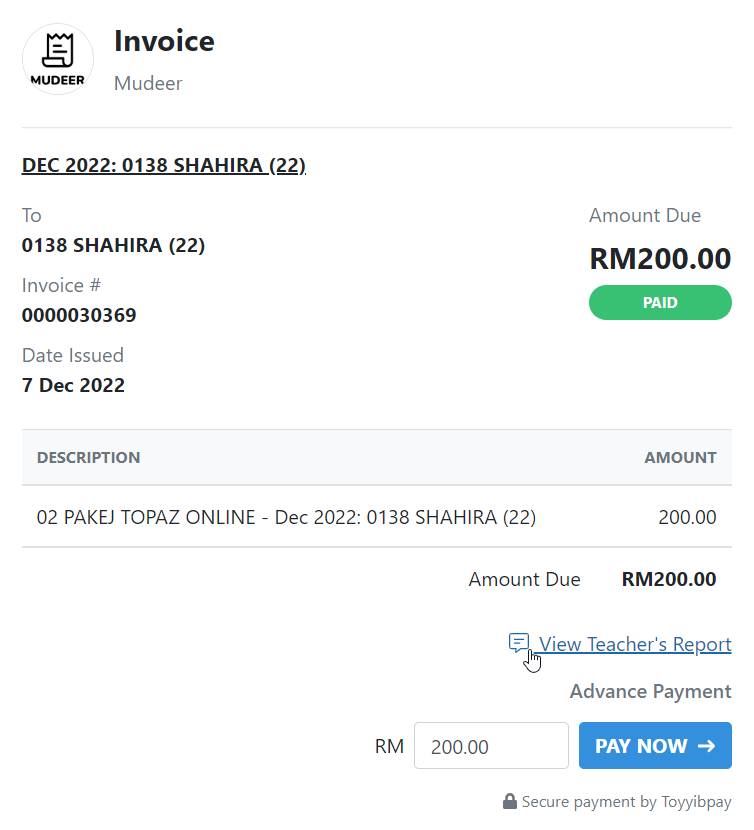 MUDEER
Invoice
Mudeer
DEC 2022: 0138 SHAHIRA (22)
To
0138 SHAHIRA (22)
Invoice #
0000030369
Date Issued
7 Dec 2022
Amount Due
RM200.00
PAID
DESCRIPTION AMOUNT
02 PAKEJ TOPAZ ONLINE - Dec 2022: 0138 SHAHIRA (22) 200.00
Amount Due RM200.00
View Teacher's Report
Advance Payment
RM 200.00 PAY NOW →
Secure payment by Toyyibpay